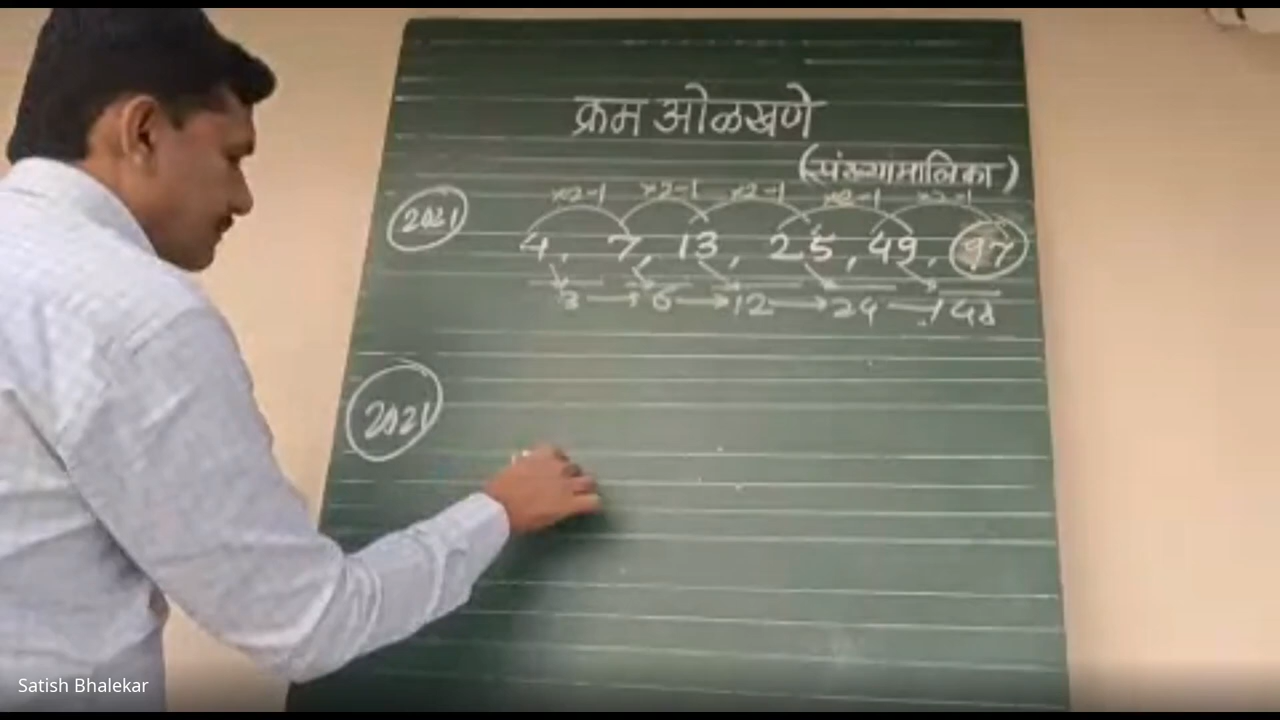 क्रम ओळखणे
(संख्यामालिका)
×2-1 ×2-1 ×2-1 ×2-1 ×2-1
2021 4, 7, 13, 25, 49, 97
3 → 6 → 12 → 24 → 48
2021
Satish Bhalekar